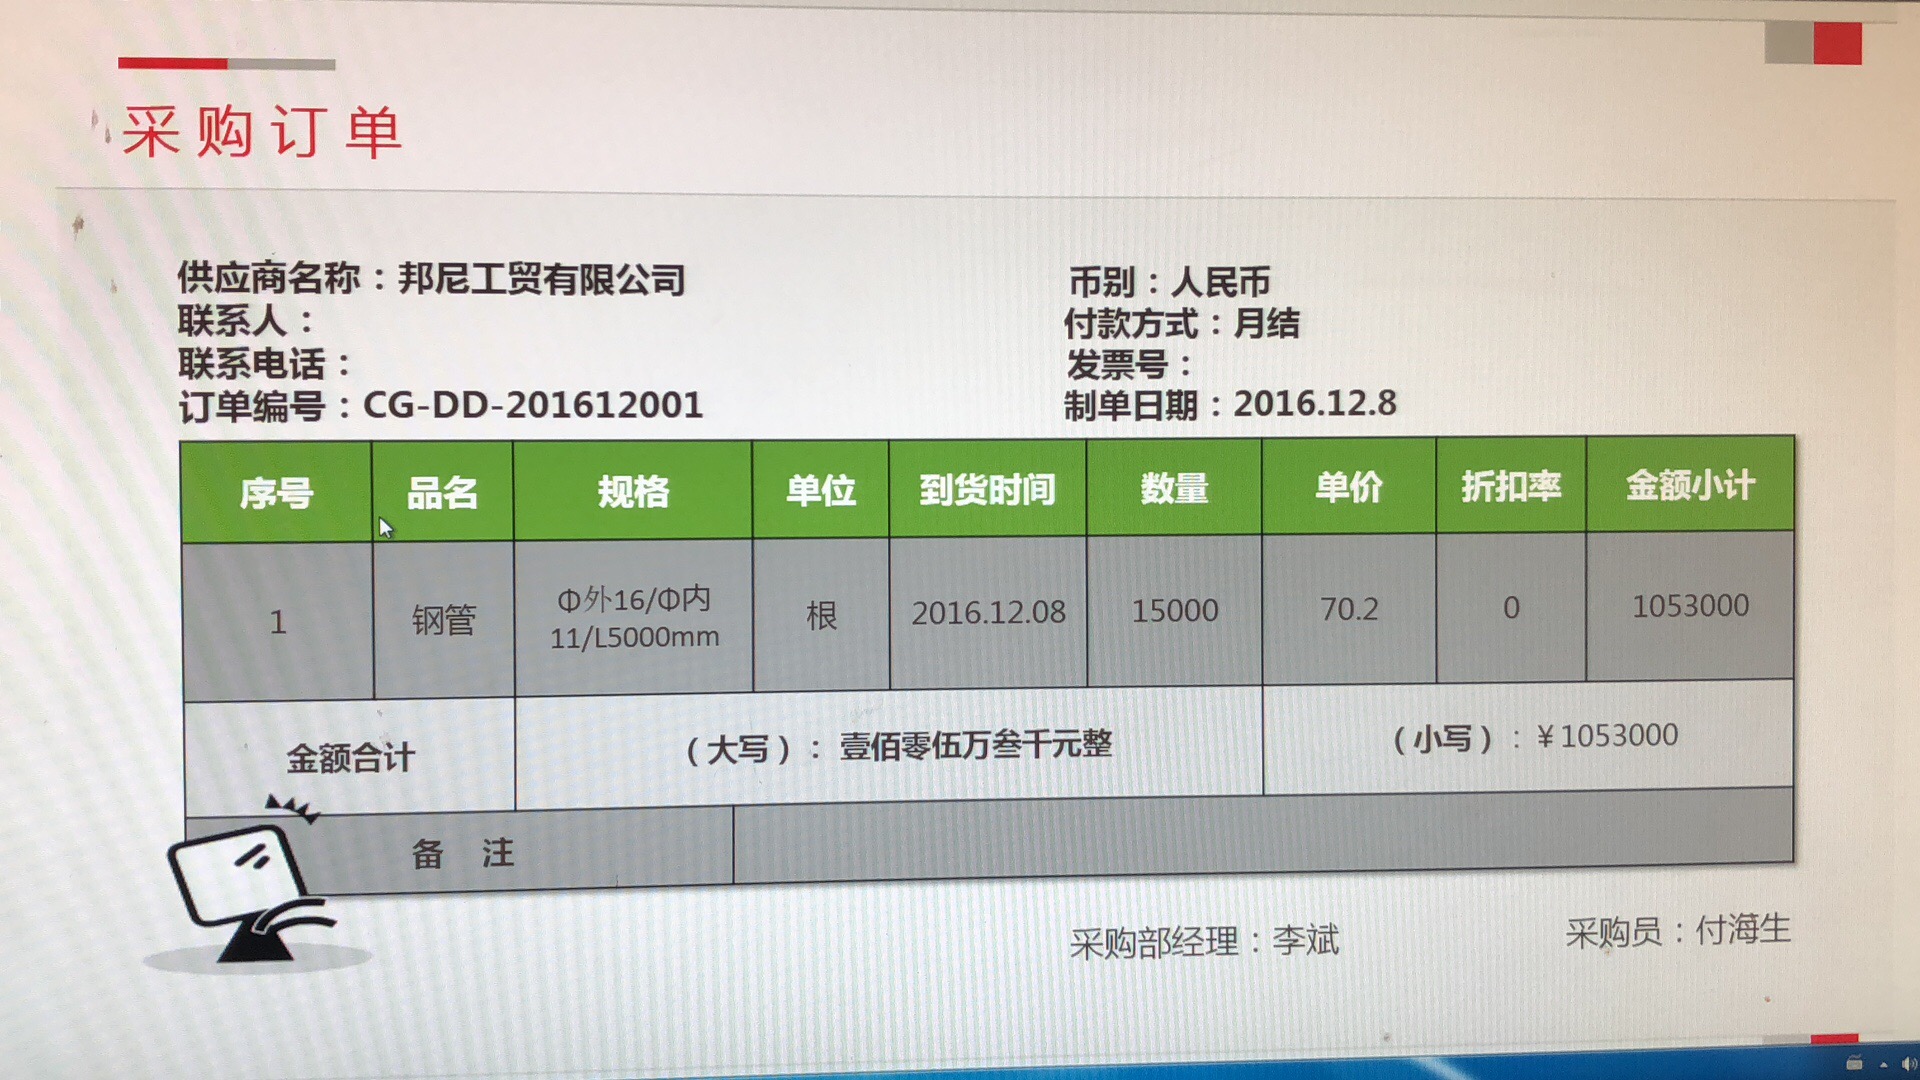 采购订单
供应商名称：邦尼工贸有限公司
币别：人民币
联系人：
付款方式：月结
联系电话：
发票号：
订单编号：CG-DD-201612001
制单日期：2016.12.8
序号 品名 规格 单位 到货时间 数量 单价 折扣率 金额小计
1 钢管 Φ外16/Φ内11/L5000mm 根 2016.12.08 15000 70.2 0 1053000
金额合计 （大写）：壹佰零伍万叁千元整 （小写）：¥1053000
备 注
采购部经理：李斌 采购员：付海生